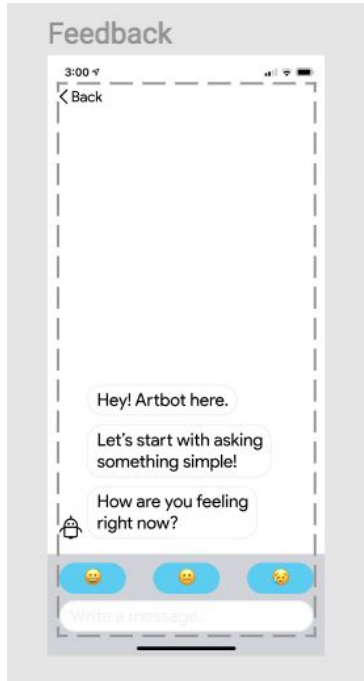 Feedback
3:00
Back
Hey! Artbot here.
Let's start with asking
something simple!
How are you feeling
right now?
Write a message..